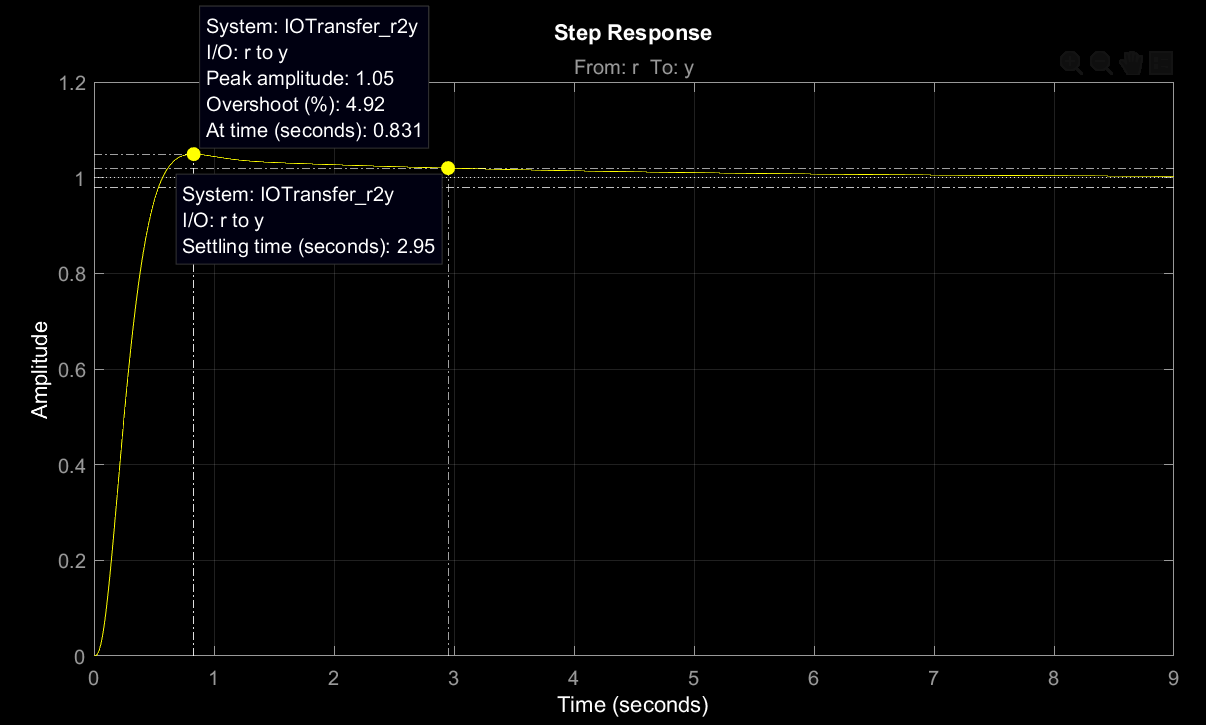 System: IOTransfer_r2y
I/O: r to y
Peak amplitude: 1.05
Overshoot (%): 4.92
At time (seconds): 0.831
Step Response
From: r  To: y
System: IOTransfer_r2y
I/O: r to y
Settling time (seconds): 2.95
Amplitude
1.2
1
0.8
0.6
0.4
0.2
0
0 1 2 3 4 5 6 7 8 9
Time (seconds)